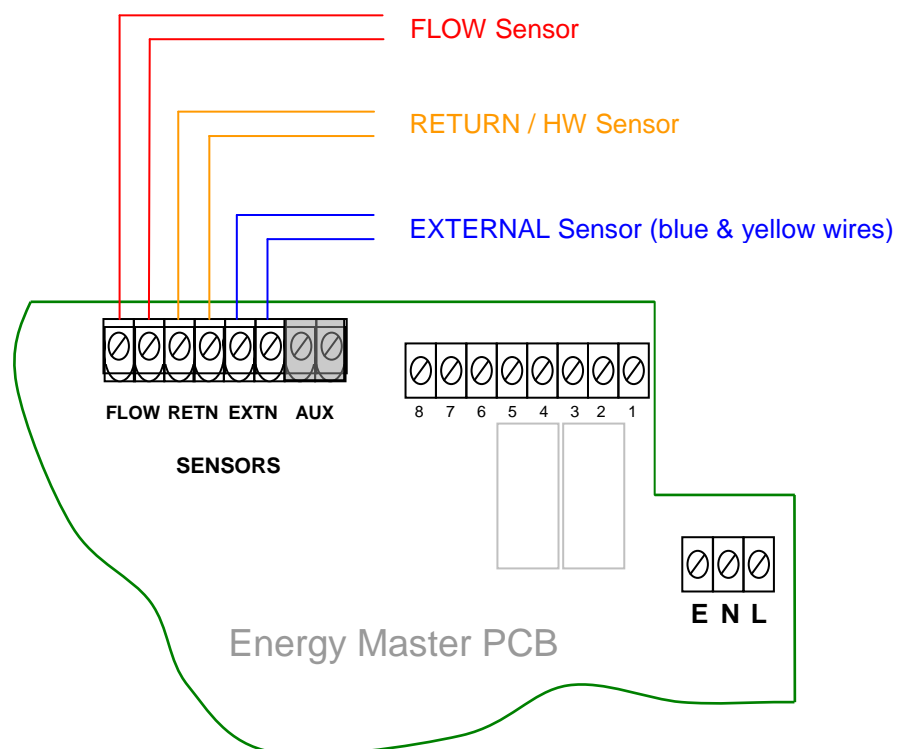 FLOW Sensor
RETURN / HW Sensor
EXTERNAL Sensor (blue & yellow wires)
FLOW RETN EXTN AUX
8 7 6 5 4 3 2 1
SENSORS
E N L
Energy Master PCB